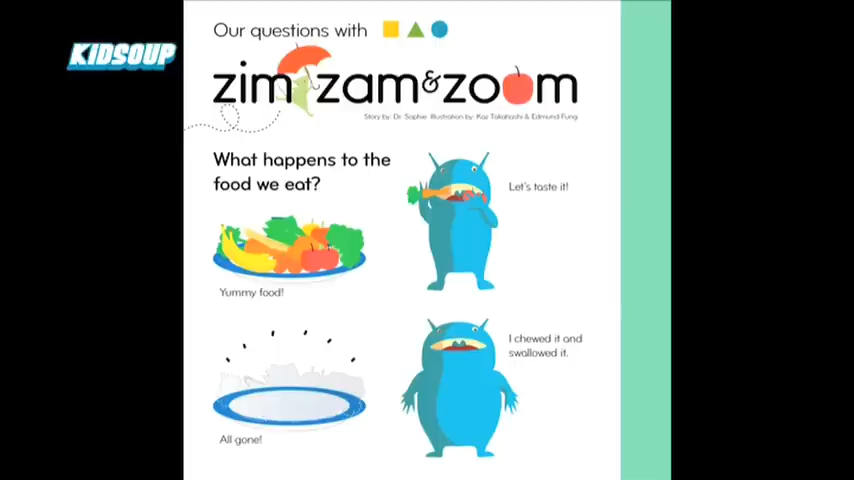 KIDSOUP
Our questions with
zim zam & zoom
Story by: Dr. Sophie Illustration by: Kaz Takahashi & Edmund Fung
What happens to the
food we eat?
Let's taste it!
Yummy food!
I chewed it and
swallowed it.
All gone!